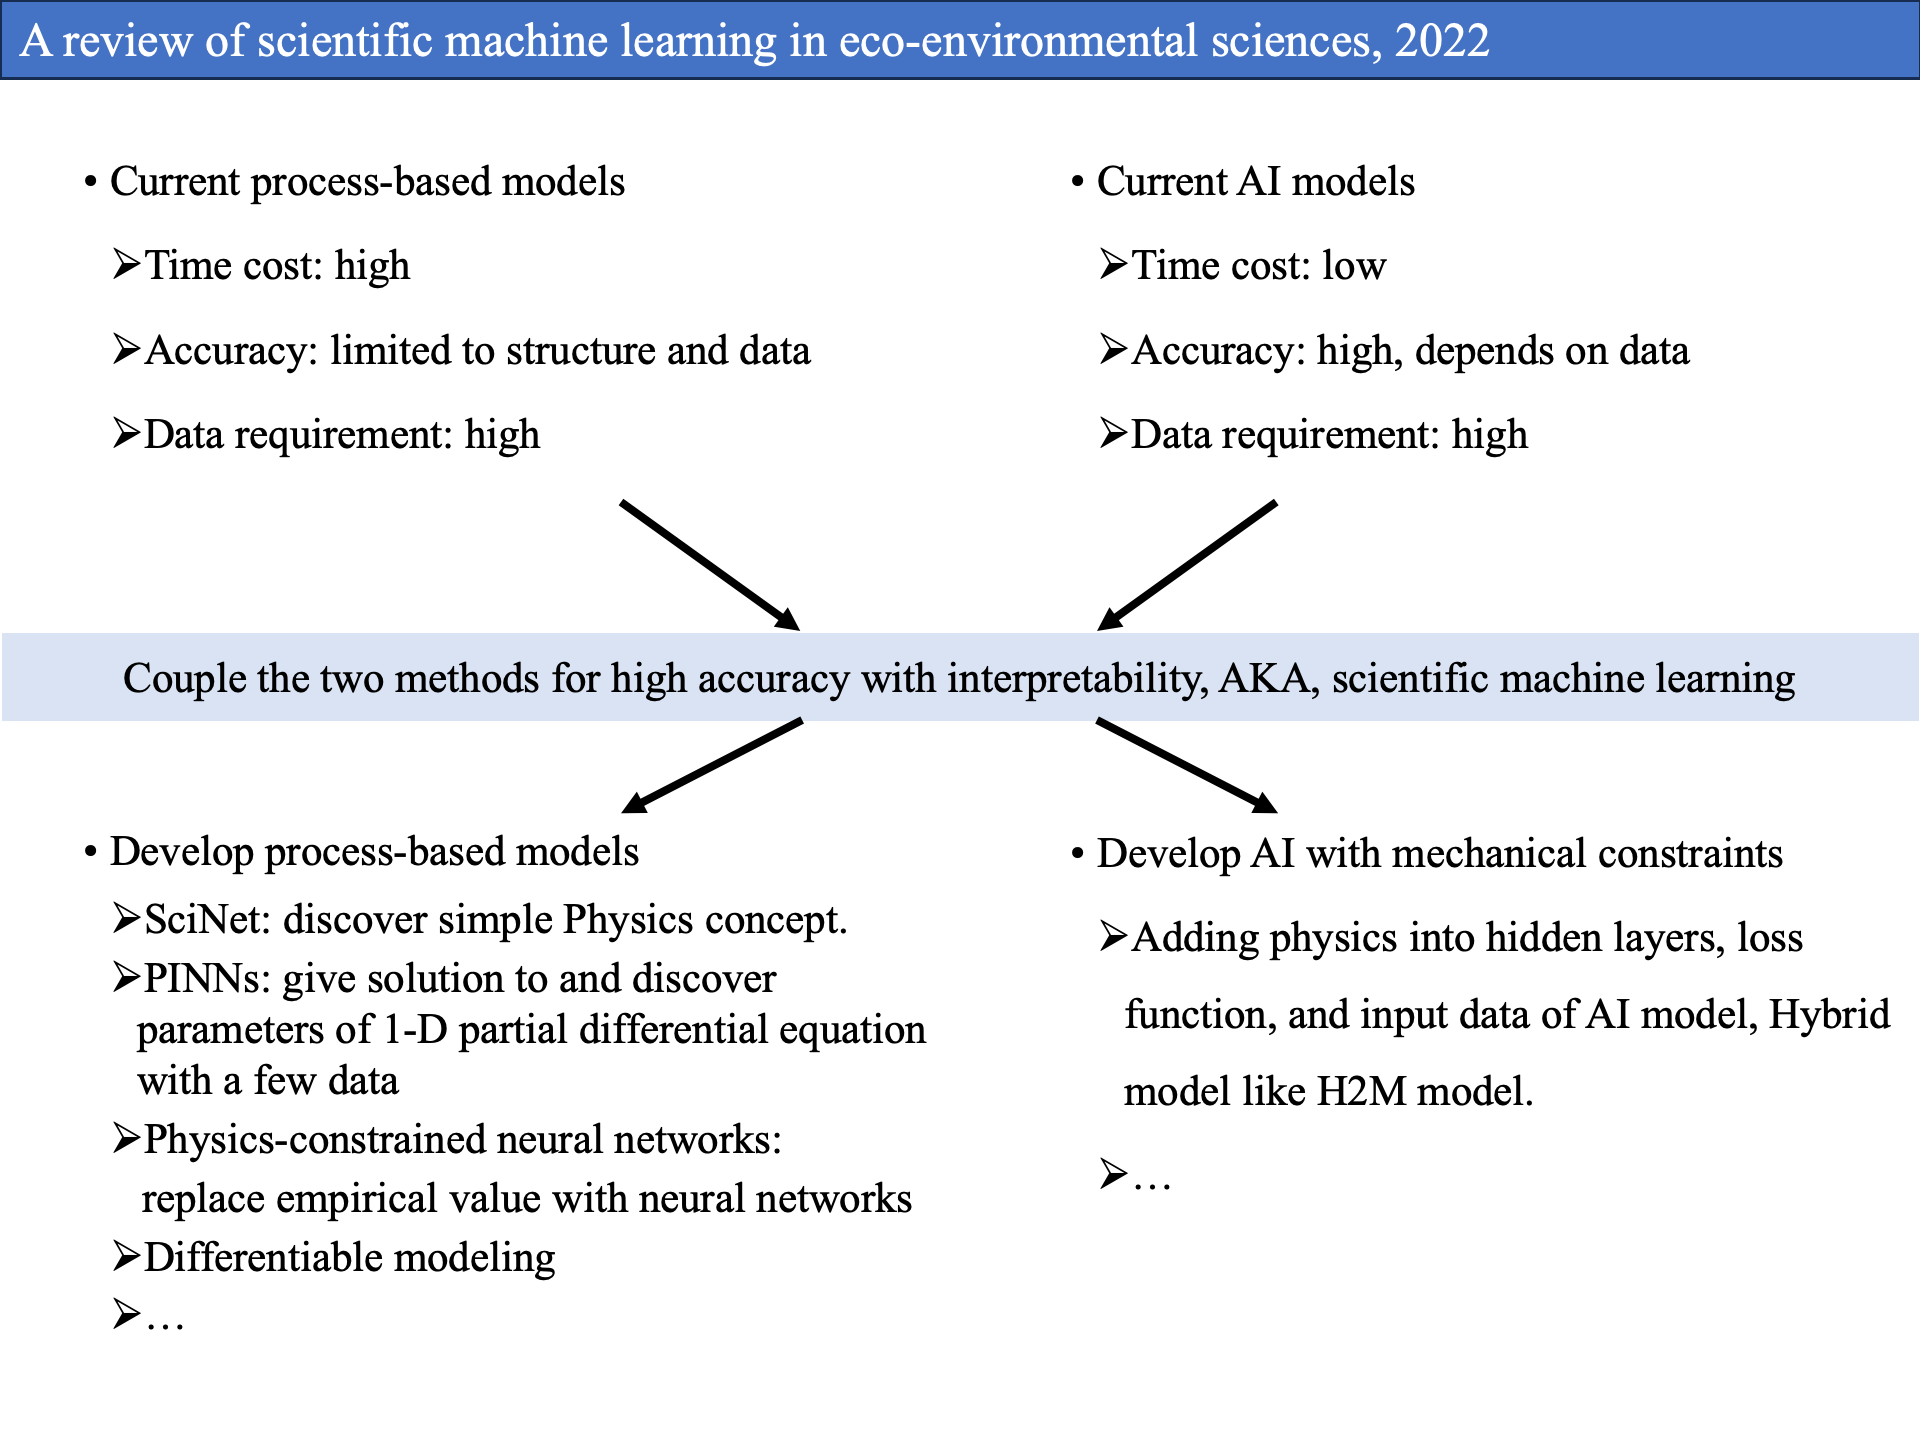 A review of scientific machine learning in eco-environmental sciences, 2022
• Current process-based models
➢Time cost: high
➢Accuracy: limited to structure and data
➢Data requirement: high
• Current AI models
➢Time cost: low
➢Accuracy: high, depends on data
➢Data requirement: high
Couple the two methods for high accuracy with interpretability, AKA, scientific machine learning
• Develop process-based models
➢SciNet: discover simple Physics concept.
➢PINNs: give solution to and discover
parameters of 1-D partial differential equation
with a few data
➢Physics-constrained neural networks:
replace empirical value with neural networks
➢Differentiable modeling
➢…
• Develop AI with mechanical constraints
➢Adding physics into hidden layers, loss
function, and input data of AI model, Hybrid
model like H2M model.
➢…